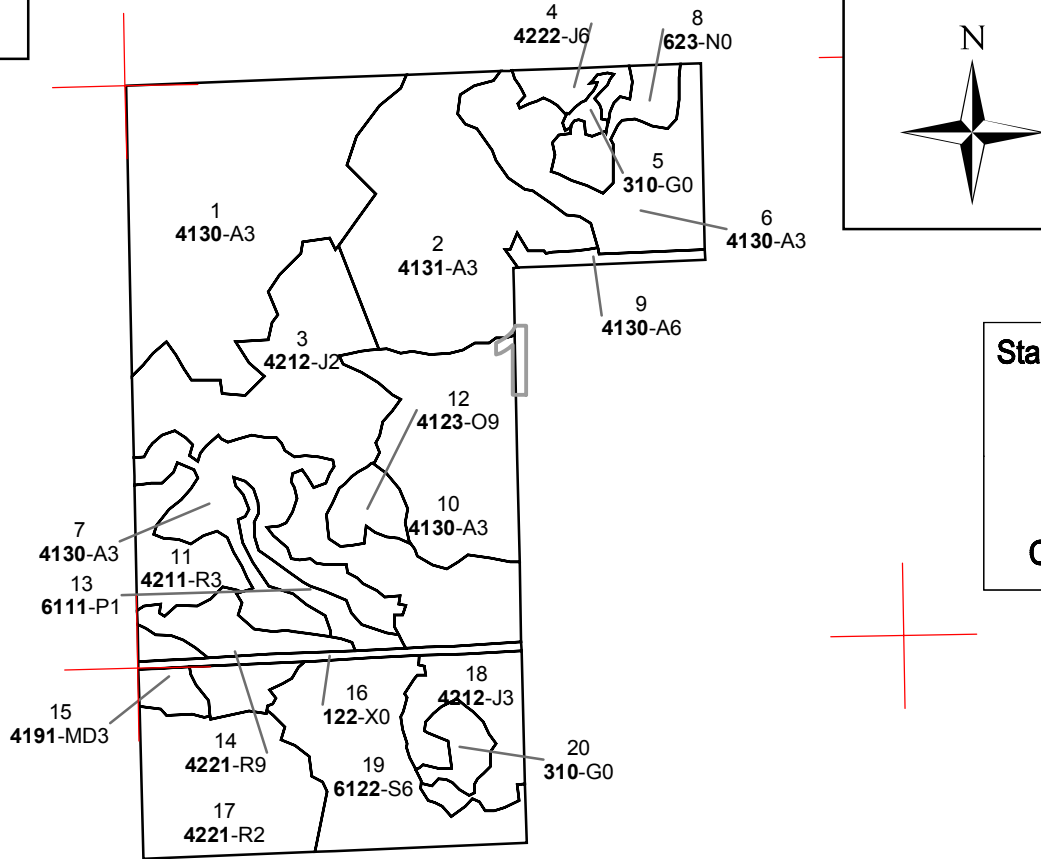 4
4222-J6
8
623-N0
N
5
310-G0
1
4130-A3
6
4130-A3
2
4131-A3
9
4130-A6
1
3
4212-J2
Sta
12
4123-O9
10
4130-A3
7
4130-A3
11
4211-R3
13
6111-P1
18
4212-J3
16
122-X0
15
4191-MD3
14
4221-R9
20
310-G0
19
6122-S6
17
4221-R2